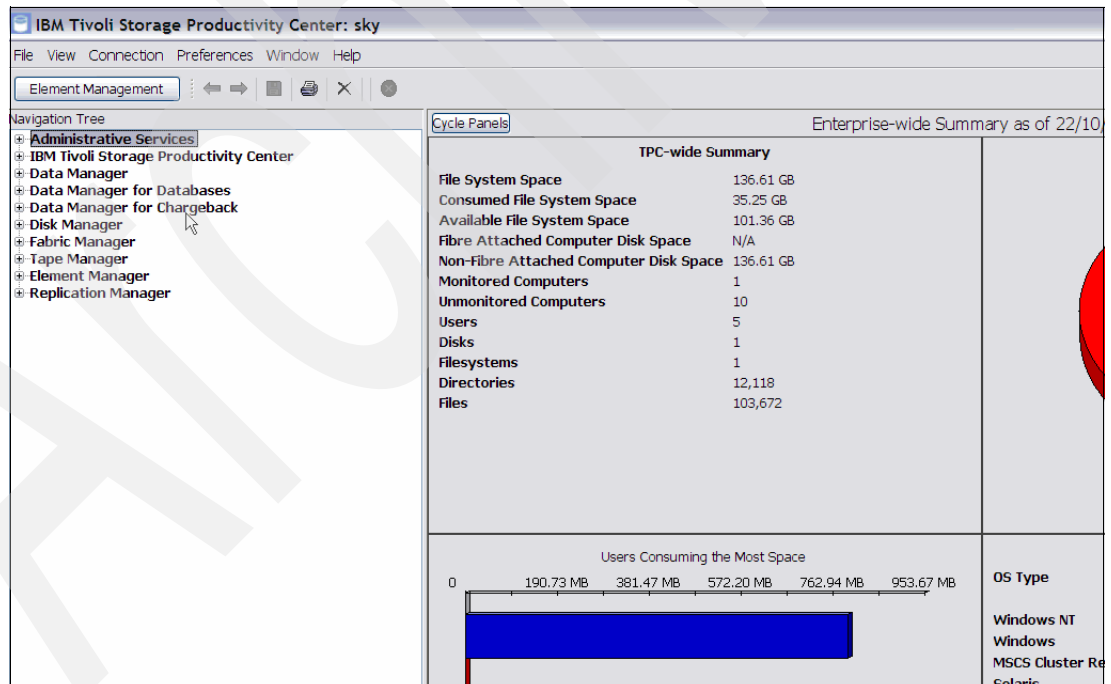 IBM Tivoli Storage Productivity Center: sky
File View Connection Preferences Window Help
Element Management
Navigation Tree
Administrative Services
IBM Tivoli Storage Productivity Center
Data Manager
Data Manager for Databases
Data Manager for Chargeback
Disk Manager
Fabric Manager
Tape Manager
Element Manager
Replication Manager
Cycle Panels
Enterprise-wide Summary as of 22/10/
TPC-wide Summary
File System Space 136.61 GB
Consumed File System Space 35.25 GB
Available File System Space 101.36 GB
Fibre Attached Computer Disk Space N/A
Non-Fibre Attached Computer Disk Space 136.61 GB
Monitored Computers 1
Unmonitored Computers 10
Users 5
Disks 1
Filesystems 1
Directories 12,118
Files 103,672
Users Consuming the Most Space
0 190.73 MB 381.47 MB 572.20 MB 762.94 MB 953.67 MB
OS Type
Windows NT
Windows
MSCS Cluster Re
Solaris